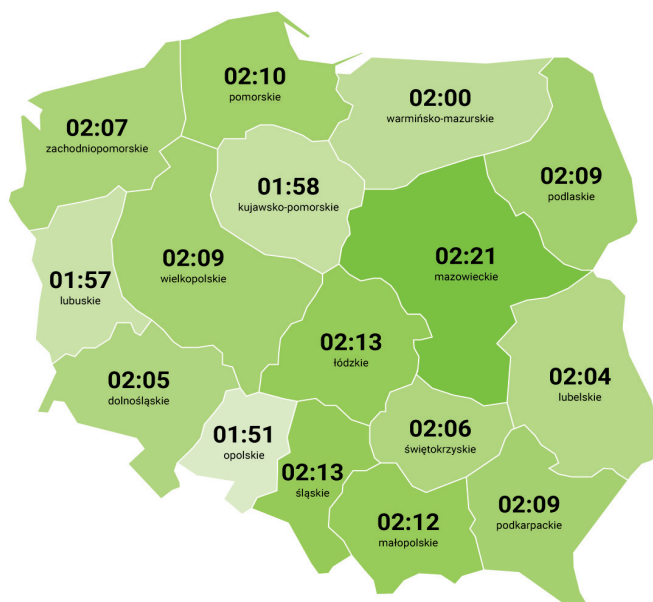 02:10
pomorskie
02:00
warmińsko-mazurskie
02:07
zachodniopomorskie
02:09
podlaskie
01:58
kujawsko-pomorskie
02:21
mazowieckie
02:09
wielkopolskie
01:57
lubuskie
02:13
łódzkie
02:05
dolnośląskie
02:04
lubelskie
02:06
świętokrzyskie
01:51
opolskie
02:13
śląskie
02:09
podkarpackie
02:12
małopolskie